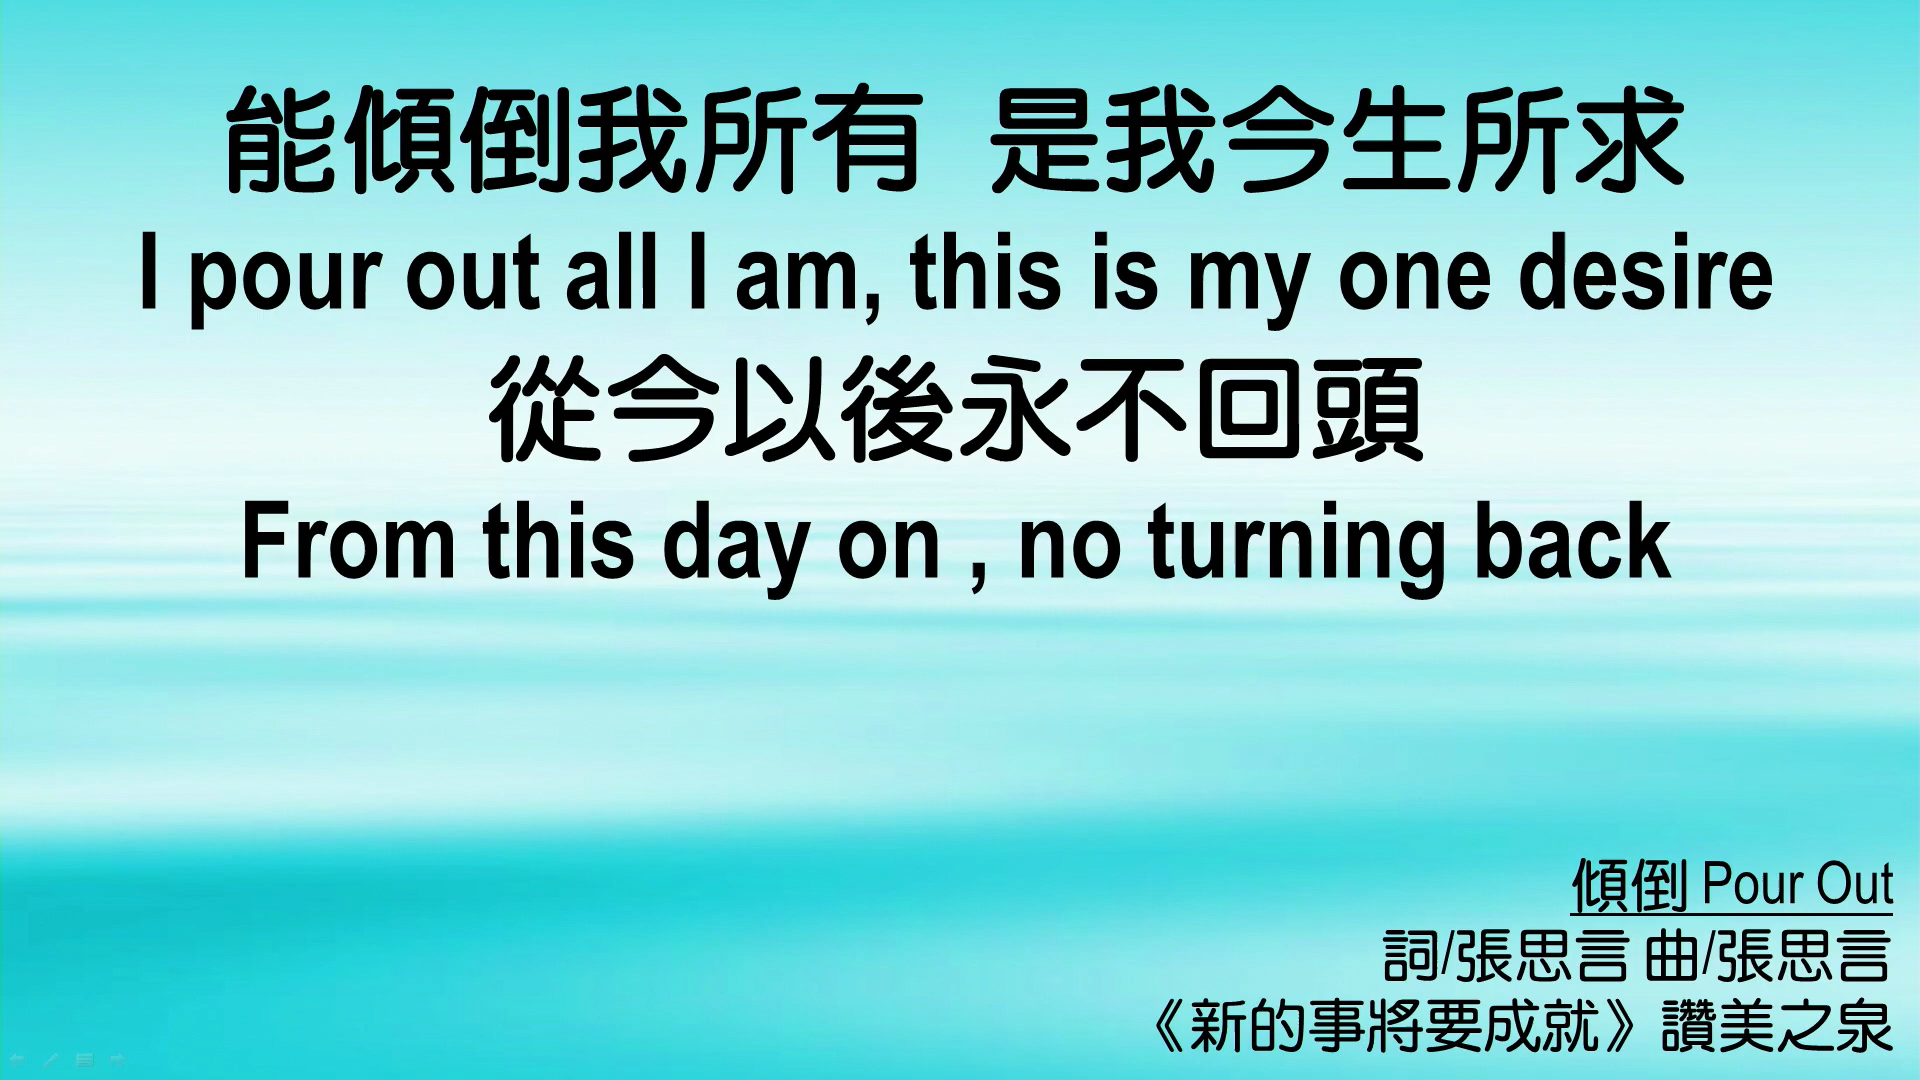 能傾倒我所有 是我今生所求
I pour out all I am, this is my one desire
從今以後永不回頭
From this day on , no turning back
傾倒 Pour Out
詞/張思言 曲/張思言
《新的事將要成就》讚美之泉